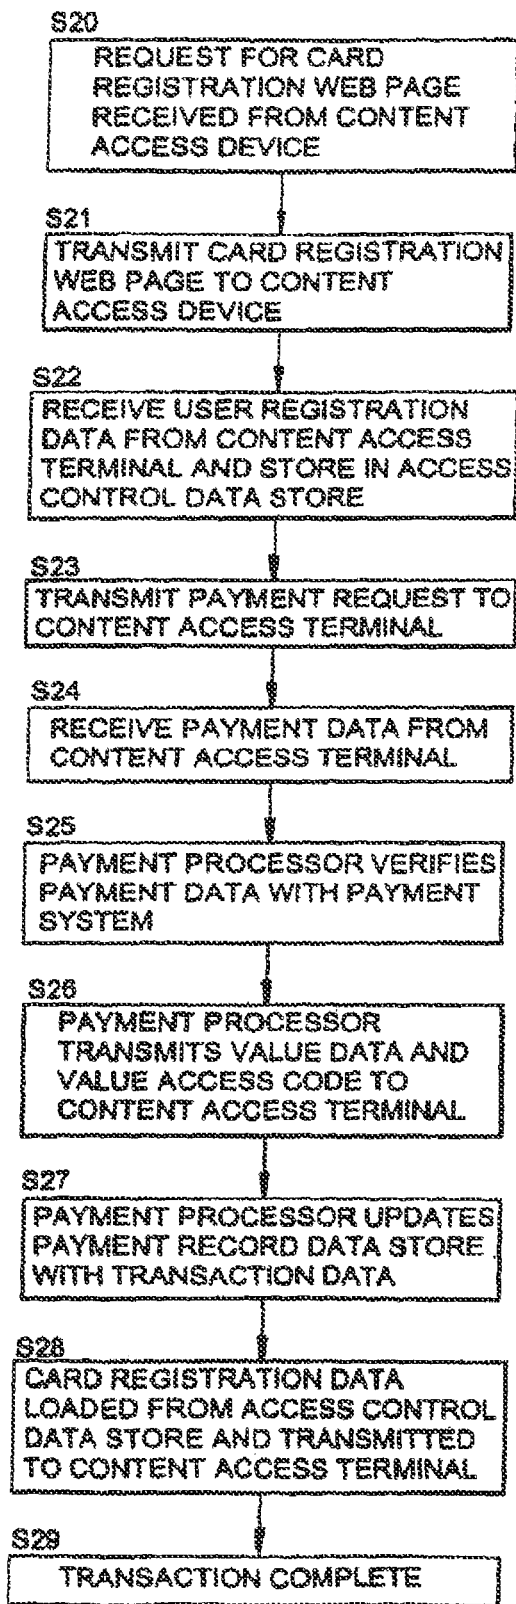 S20
REQUEST FOR CARD
REGISTRATION WEB PAGE
RECEIVED FROM CONTENT
ACCESS DEVICE
S21
TRANSMIT CARD REGISTRATION
WEB PAGE TO CONTENT
ACCESS DEVICE
S22
RECEIVE USER REGISTRATION
DATA FROM CONTENT ACCESS
TERMINAL AND STORE IN ACCESS
CONTROL DATA STORE
S23
TRANSMIT PAYMENT REQUEST TO
CONTENT ACCESS TERMINAL
S24
RECEIVE PAYMENT DATA FROM
CONTENT ACCESS TERMINAL
S25
PAYMENT PROCESSOR VERIFIES
PAYMENT DATA WITH PAYMENT
SYSTEM
S26
PAYMENT PROCESSOR
TRANSMITS VALUE DATA AND
VALUE ACCESS CODE TO
CONTENT ACCESS TERMINAL
S27
PAYMENT PROCESSOR UPDATES
PAYMENT RECORD DATA STORE
WITH TRANSACTION DATA
S28
CARD REGISTRATION DATA
LOADED FROM ACCESS CONTROL
DATA STORE AND TRANSMITTED
TO CONTENT ACCESS TERMINAL
S29
TRANSACTION COMPLETE